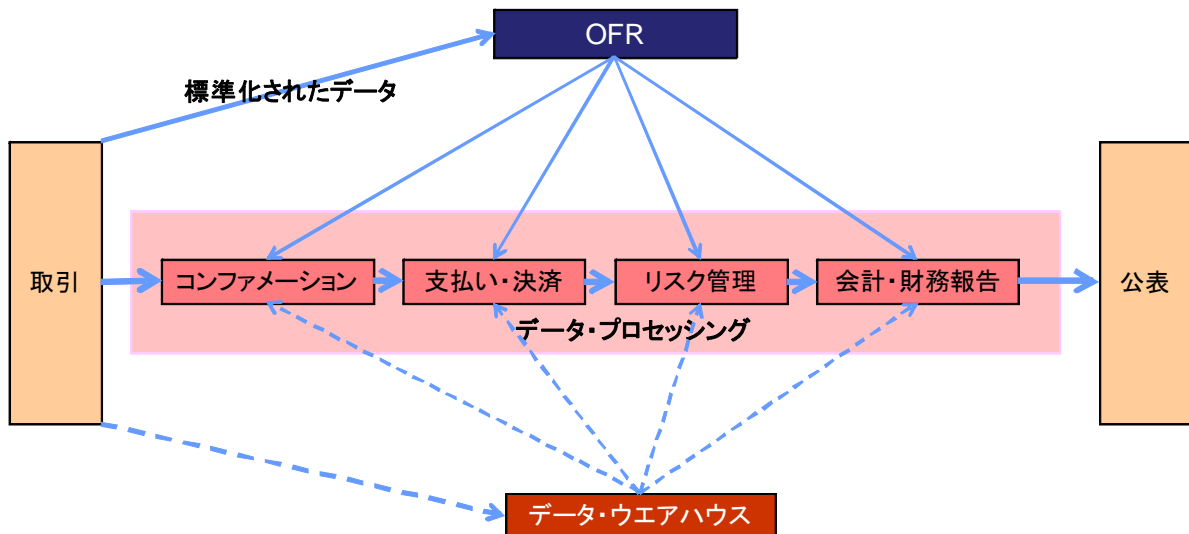 OFR
標準化されたデータ
取引
コンファメーション
支払い・決済
リスク管理
会計・財務報告
公表
データ・プロセッシング
データ・ウエアハウス